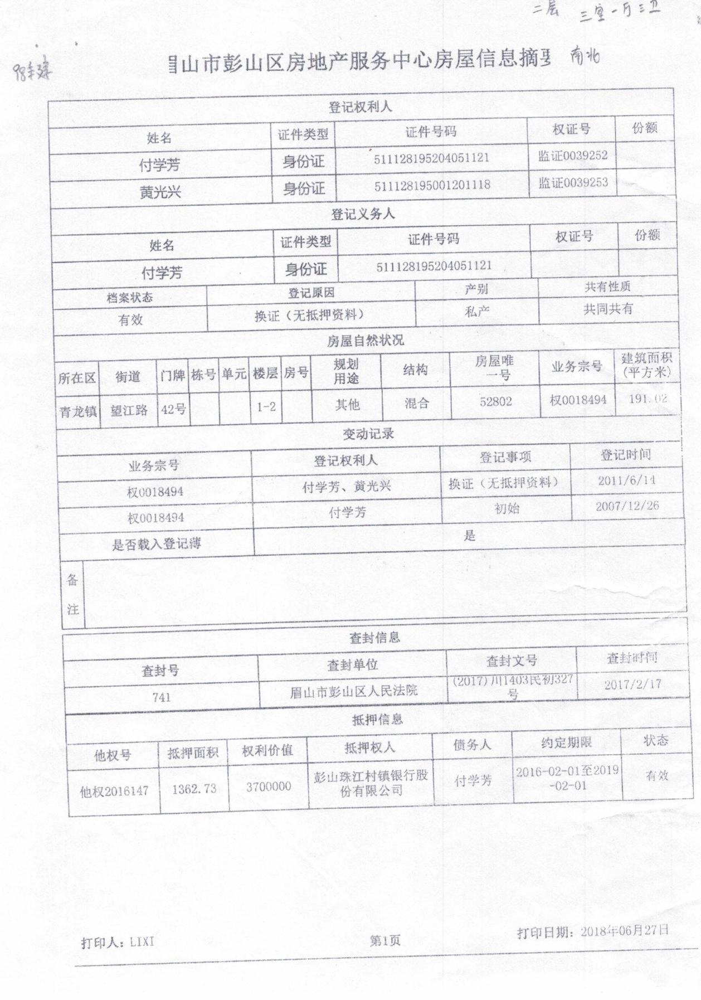 二层 三室一厅三卫
98年建
眉山市彭山区房地产服务中心房屋信息摘要 南北
登记权利人
姓名 证件类型 证件号码 权证号 份额
付学芳 身份证 511128195204051121 监证0039252
黄光兴 身份证 511128195001201118 监证0039253
登记义务人
姓名 证件类型 证件号码 权证号 份额
付学芳 身份证 511128195204051121
档案状态 登记原因 产别 共有性质
有效 换证（无抵押资料） 私产 共同共有
房屋自然状况
所在区 街道 门牌 栋号 单元 楼层 房号 规划用途 结构 房屋唯一号 业务宗号 建筑面积(平方米)
青龙镇 望江路 42号 1-2 其他 混合 52802 权0018494 191.02
变动记录
业务宗号 登记权利人 登记事项 登记时间
权0018494 付学芳、黄光兴 换证（无抵押资料） 2011/6/14
权0018494 付学芳 初始 2007/12/26
是否载入登记薄 是
备注
查封信息
查封号 查封单位 查封文号 查封时间
741 眉山市彭山区人民法院 (2017)川1403民初327号 2017/2/17
抵押信息
他权号 抵押面积 权利价值 抵押权人 债务人 约定期限 状态
他权2016147 1362.73 3700000 彭山珠江村镇银行股份有限公司 付学芳 2016-02-01至2019-02-01 有效
打印人：LIXI 第1页 打印日期：2018年06月27日